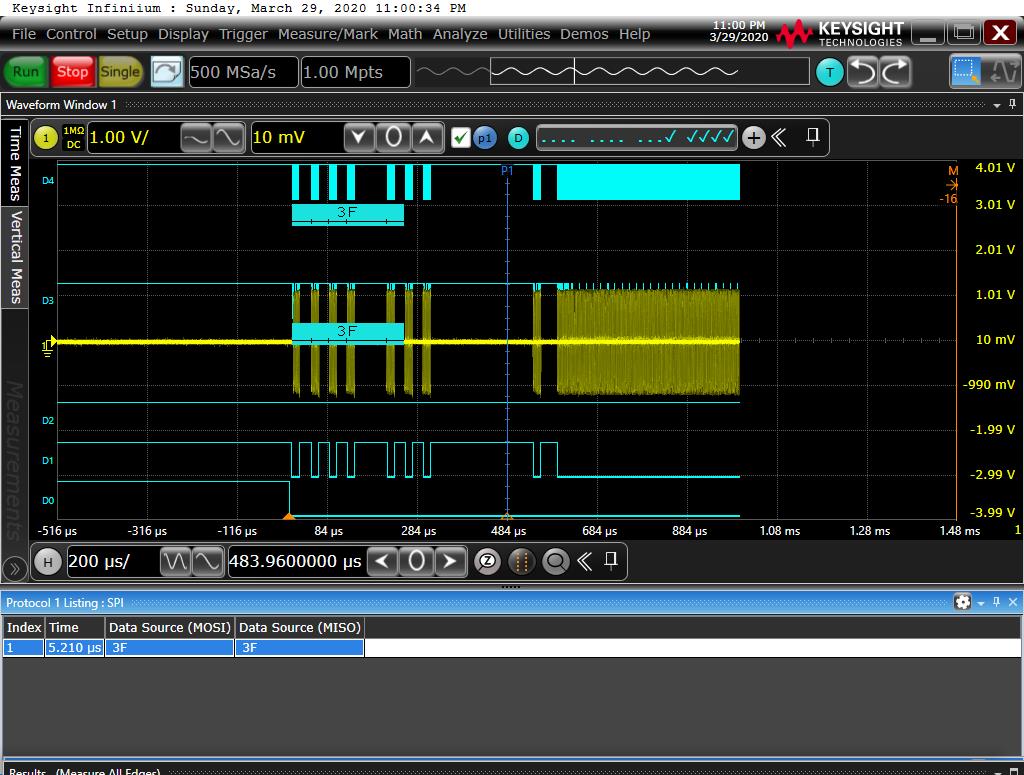 Keysight Infiniium : Sunday, March 29, 2020 11:00:34 PM
File Control Setup Display Trigger Measure/Mark Math Analyze Utilities Demos Help
11:00 PM
3/29/2020
KEYSIGHT
TECHNOLOGIES
X
Run Stop Single 500 MSa/s 1.00 Mpts T
Waveform Window 1
Time Meas
Vertical Meas
Measurements
1 1MΩ DC 1.00 V/ 10 mV 0 p1 D
P1
M
-16
4.01 V
D4
3F
3.01 V
2.01 V
D3
1.01 V
3F
1
10 mV
-990 mV
D2
-1.99 V
D1
-2.99 V
D0
-3.99 V
-516 µs -316 µs -116 µs 84 µs 284 µs 484 µs 684 µs 884 µs 1.08 ms 1.28 ms 1.48 ms 1
H 200 µs/ 483.9600000 µs 0 Z
Protocol 1 Listing : SPI
Index Time Data Source (MOSI) Data Source (MISO)
1 5.210 µs 3F 3F
Results (Measure All Edges)